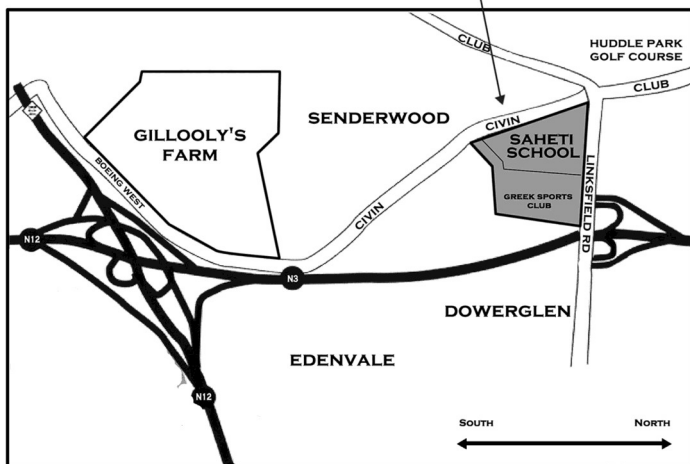 CLUB
HUDDLE PARK
GOLF COURSE
CLUB
SENDERWOOD
CIVIN
GILLOOLY'S
FARM
SAHETI
SCHOOL
BOEING WEST
LINKSFIELD RD
GREEK SPORTS
CLUB
CIVIN
N12
N3
DOWERGLEN
EDENVALE
N12
SOUTH
NORTH